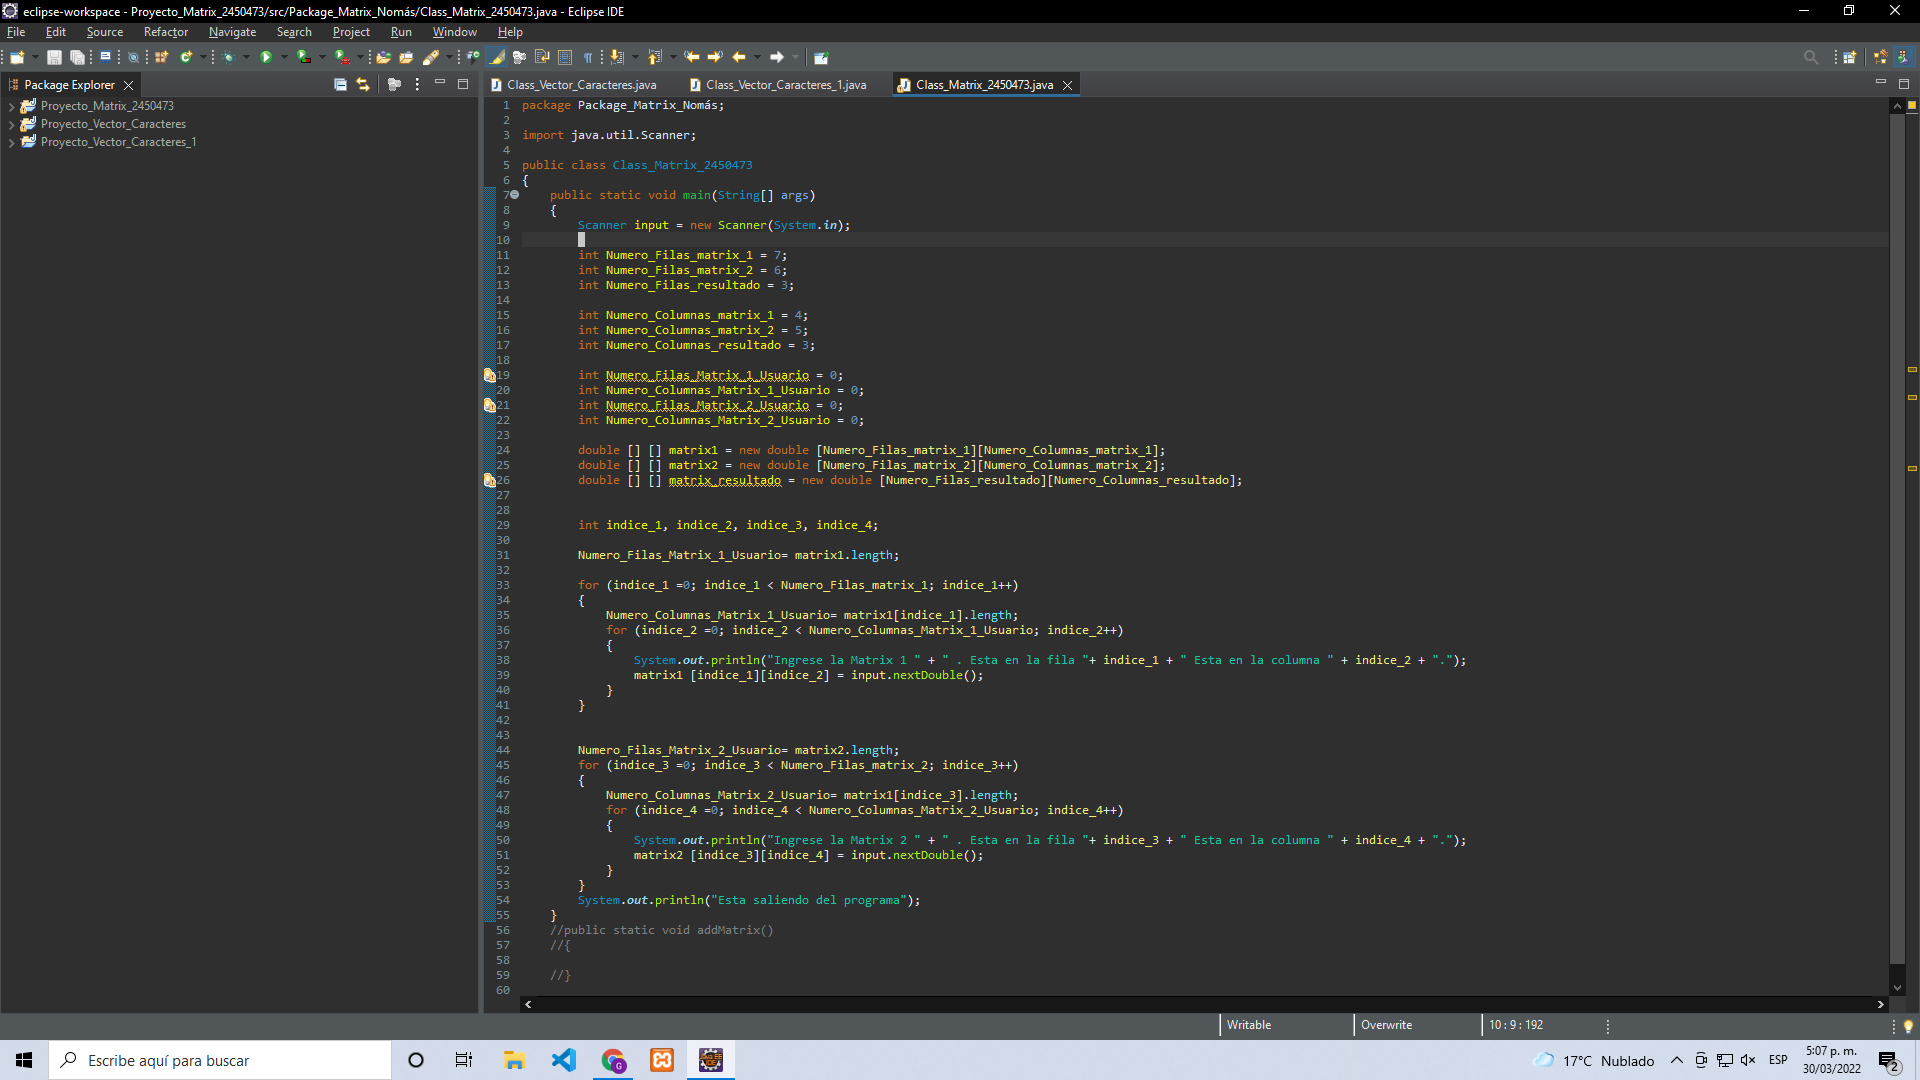 eclipse-workspace - Proyecto_Matrix_2450473/src/Package_Matrix_Nomás/Class_Matrix_2450473.java - Eclipse IDE
File Edit Source Refactor Navigate Search Project Run Window Help
Package Explorer
Proyecto_Matrix_2450473
Proyecto_Vector_Caracteres
Proyecto_Vector_Caracteres_1
Class_Vector_Caracteres.java Class_Vector_Caracteres_1.java Class_Matrix_2450473.java
1 package Package_Matrix_Nomás;
2
3 import java.util.Scanner;
4
5 public class Class_Matrix_2450473
6 {
7 public static void main(String[] args)
8 {
9 Scanner input = new Scanner(System.in);
10
11 int Numero_Filas_matrix_1 = 7;
12 int Numero_Filas_matrix_2 = 6;
13 int Numero_Filas_resultado = 3;
14
15 int Numero_Columnas_matrix_1 = 4;
16 int Numero_Columnas_matrix_2 = 5;
17 int Numero_Columnas_resultado = 3;
18
19 int Numero_Filas_Matrix_1_Usuario = 0;
20 int Numero_Columnas_Matrix_1_Usuario = 0;
21 int Numero_Filas_Matrix_2_Usuario = 0;
22 int Numero_Columnas_Matrix_2_Usuario = 0;
23
24 double [] [] matrix1 = new double [Numero_Filas_matrix_1][Numero_Columnas_matrix_1];
25 double [] [] matrix2 = new double [Numero_Filas_matrix_2][Numero_Columnas_matrix_2];
26 double [] [] matrix_resultado = new double [Numero_Filas_resultado][Numero_Columnas_resultado];
27
28
29 int indice_1, indice_2, indice_3, indice_4;
30
31 Numero_Filas_Matrix_1_Usuario= matrix1.length;
32
33 for (indice_1 =0; indice_1 < Numero_Filas_matrix_1; indice_1++)
34 {
35 Numero_Columnas_Matrix_1_Usuario= matrix1[indice_1].length;
36 for (indice_2 =0; indice_2 < Numero_Columnas_Matrix_1_Usuario; indice_2++)
37 {
38 System.out.println("Ingrese la Matrix 1 " + " . Esta en la fila "+ indice_1 + " Esta en la columna " + indice_2 + ".");
39 matrix1 [indice_1][indice_2] = input.nextDouble();
40 }
41 }
42
43
44 Numero_Filas_Matrix_2_Usuario= matrix2.length;
45 for (indice_3 =0; indice_3 < Numero_Filas_matrix_2; indice_3++)
46 {
47 Numero_Columnas_Matrix_2_Usuario= matrix1[indice_3].length;
48 for (indice_4 =0; indice_4 < Numero_Columnas_Matrix_2_Usuario; indice_4++)
49 {
50 System.out.println("Ingrese la Matrix 2 " + " . Esta en la fila "+ indice_3 + " Esta en la columna " + indice_4 + ".");
51 matrix2 [indice_3][indice_4] = input.nextDouble();
52 }
53 }
54 System.out.println("Esta saliendo del programa");
55 }
56 //public static void addMatrix()
57 //{
58
59 //}
60
Writable Overwrite 10 : 9 : 192
Escribe aquí para buscar
17°C Nublado ESP 5:07 p. m.
30/03/2022 2